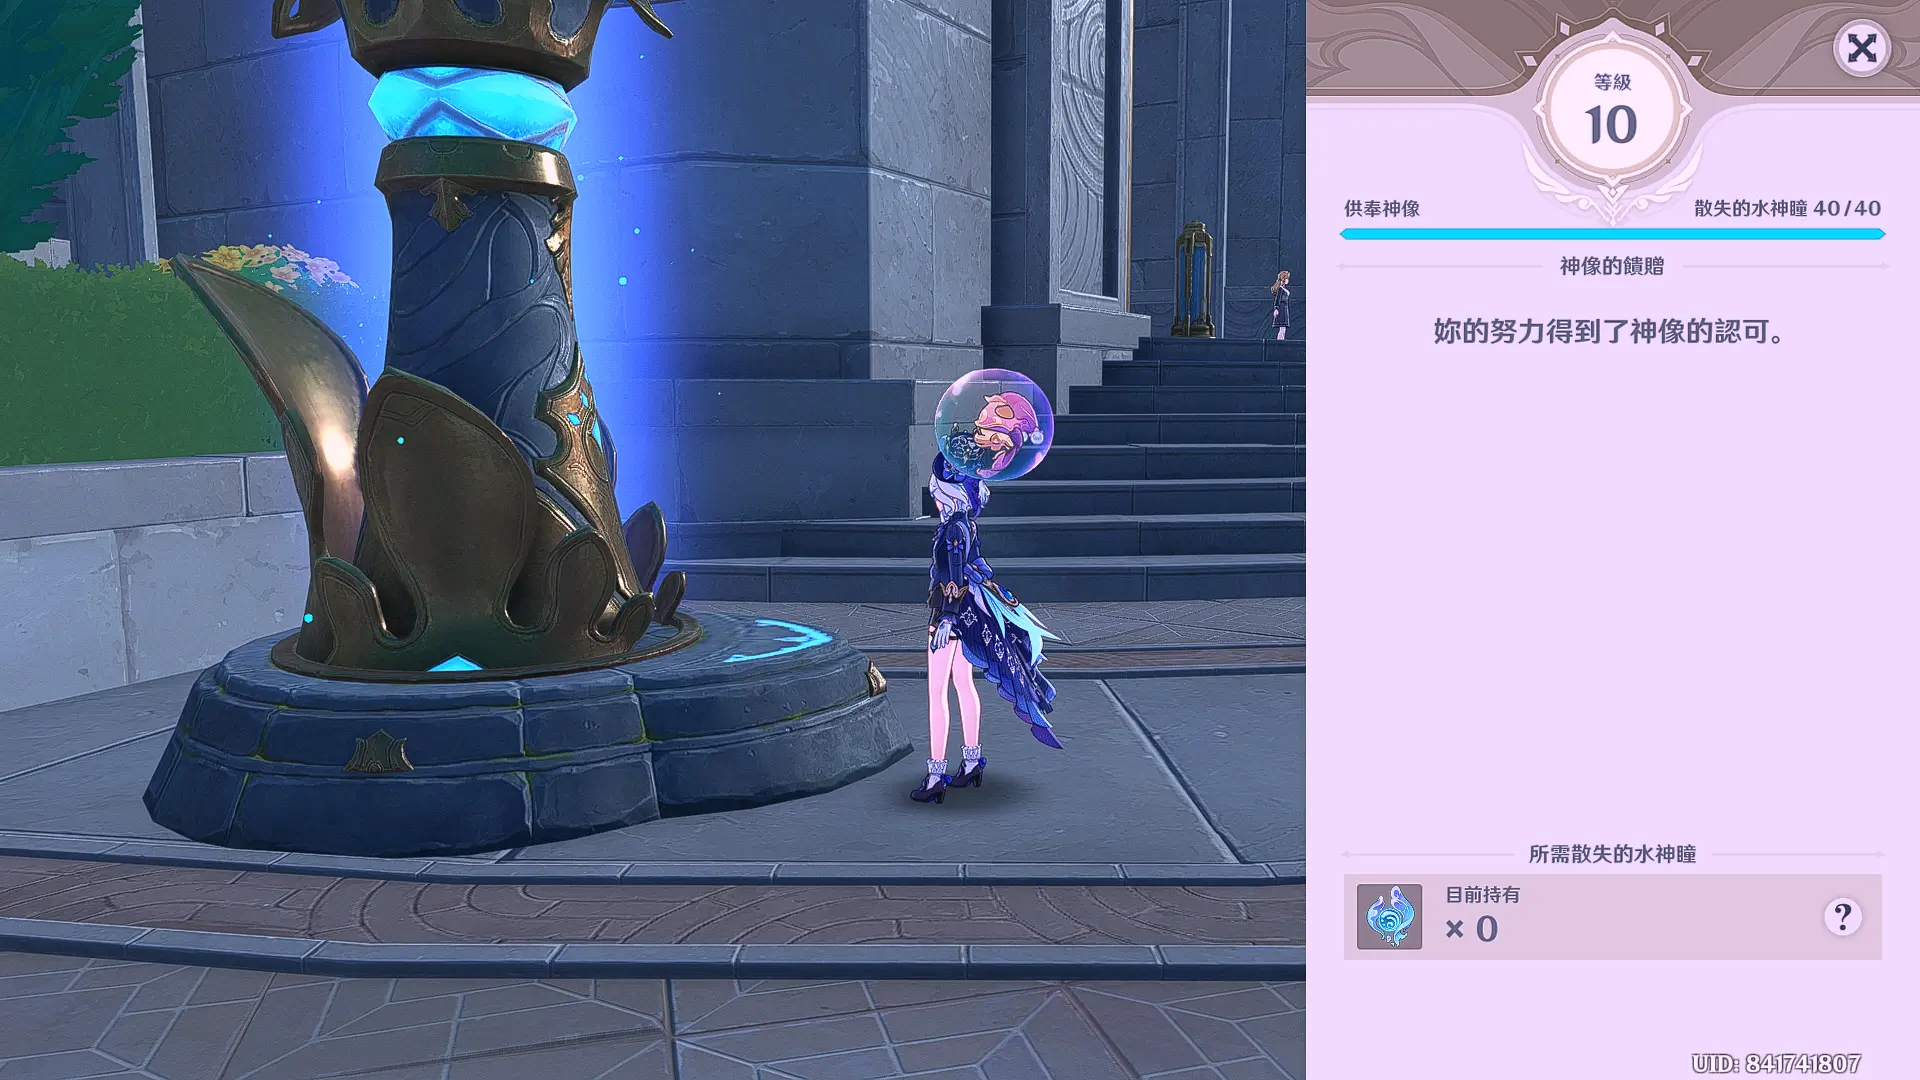 等級
10
供奉神像
散失的水神瞳 40/40
神像的饋贈
妳的努力得到了神像的認可。
所需散失的水神瞳
目前持有
× 0
?
UID: 841741807